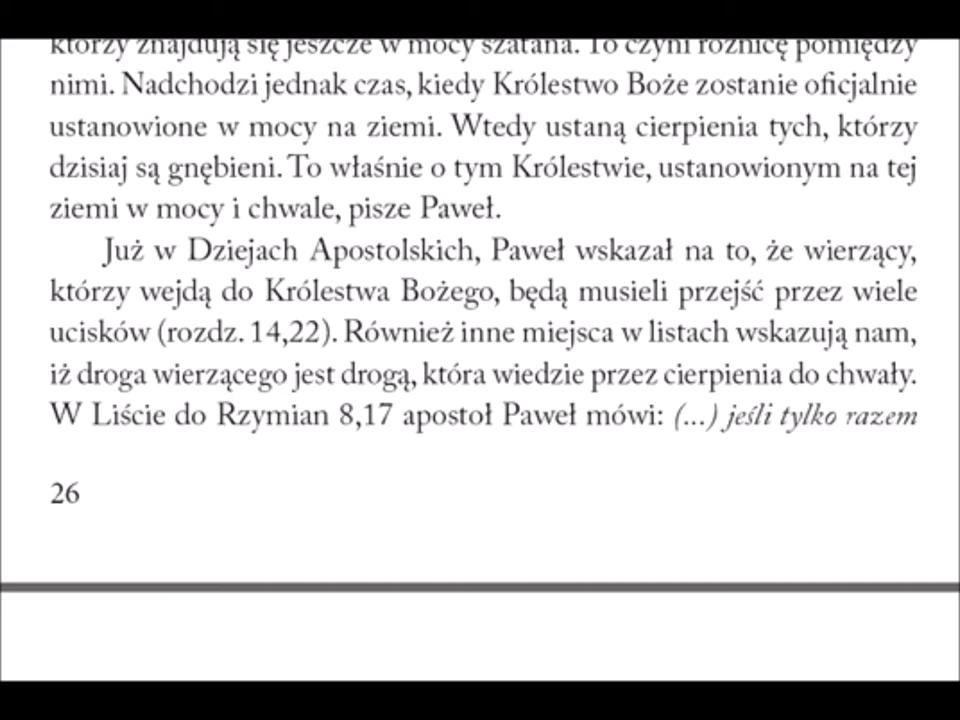 którzy znajdują się jeszcze w mocy szatana. To czyni różnicę pomiędzy
nimi. Nadchodzi jednak czas, kiedy Królestwo Boże zostanie oficjalnie
ustanowione w mocy na ziemi. Wtedy ustaną cierpienia tych, którzy
dzisiaj są gnębieni. To właśnie o tym Królestwie, ustanowionym na tej
ziemi w mocy i chwale, pisze Paweł.
Już w Dziejach Apostolskich, Paweł wskazał na to, że wierzący,
którzy wejdą do Królestwa Bożego, będą musieli przejść przez wiele
ucisków (rozdz. 14,22). Również inne miejsca w listach wskazują nam,
iż droga wierzącego jest drogą, która wiedzie przez cierpienia do chwały.
W Liście do Rzymian 8,17 apostoł Paweł mówi: (...) jeśli tylko razem
26